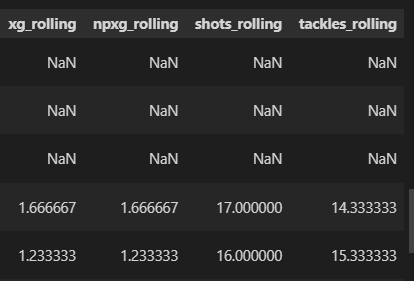 xg_rolling npxg_rolling shots_rolling tackles_rolling
NaN NaN NaN NaN
NaN NaN NaN NaN
NaN NaN NaN NaN
1.666667 1.666667 17.000000 14.333333
1.233333 1.233333 16.000000 15.333333